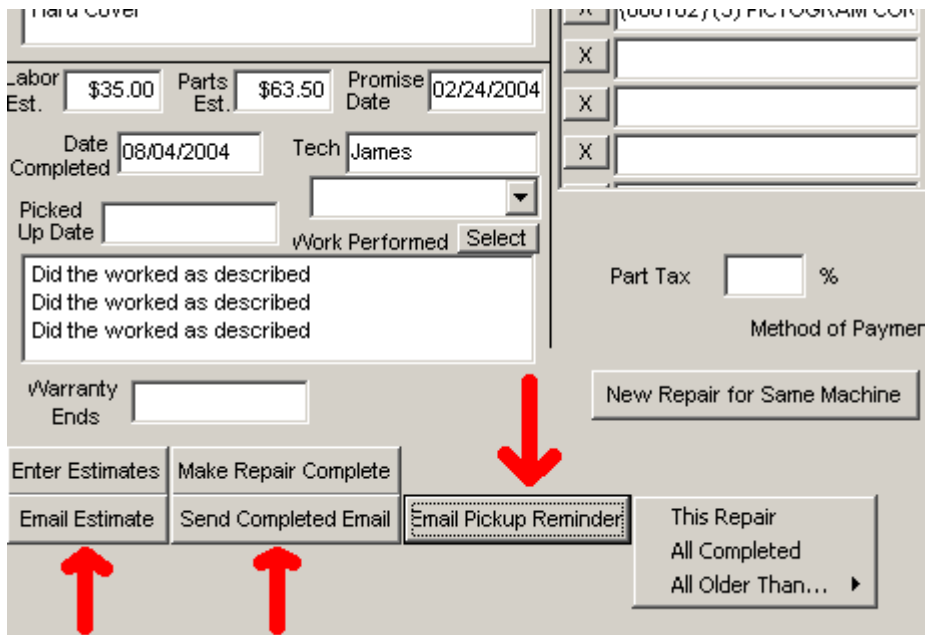 Hard Cover
X
X
X
X
Labor Est. $35.00
Parts Est. $63.50
Promise Date 02/24/2004
Date Completed 08/04/2004
Tech James
Picked Up Date
Work Performed Select
Did the worked as described
Did the worked as described
Did the worked as described
Part Tax %
Method of
Warranty Ends
New Repair for Same Machine
Enter Estimates
Make Repair Complete
Email Estimate
Send Completed Email
Email Pickup Reminder
This Repair
All Completed
All Older Than...